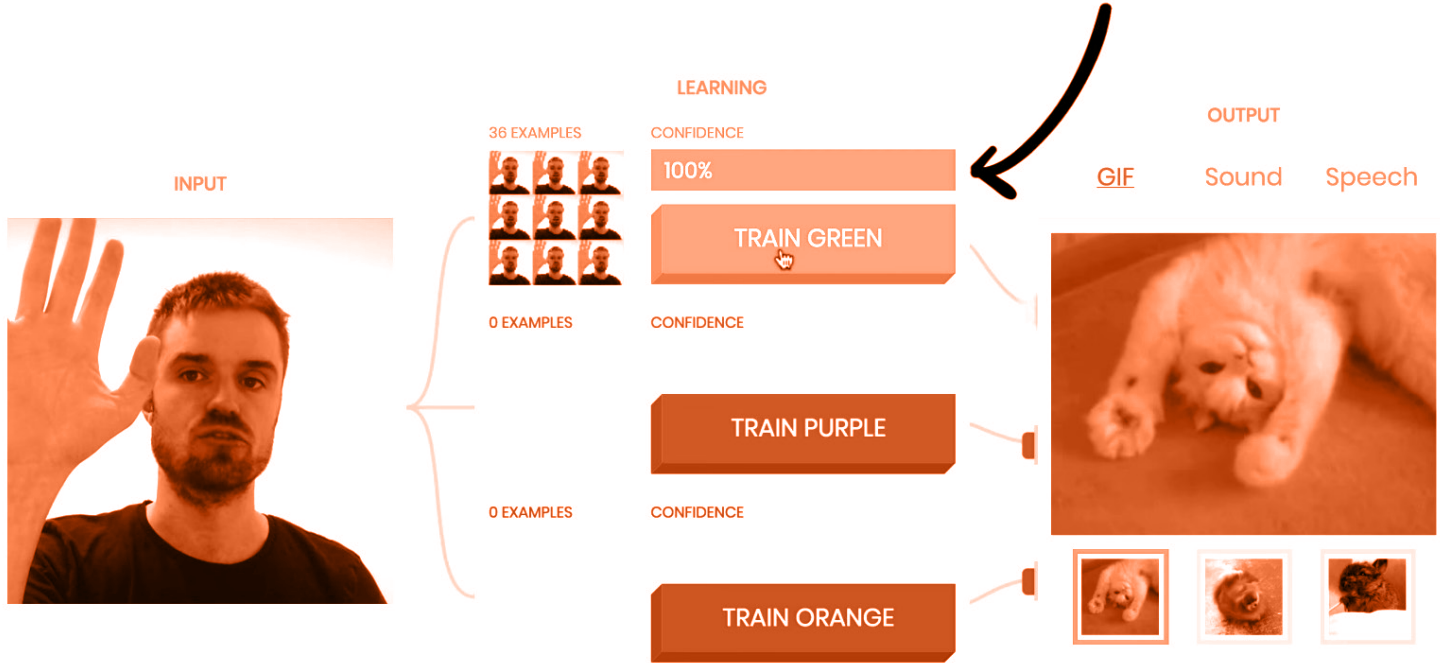 INPUT
LEARNING
36 EXAMPLES
CONFIDENCE
100%
TRAIN GREEN
0 EXAMPLES
CONFIDENCE
TRAIN PURPLE
0 EXAMPLES
CONFIDENCE
TRAIN ORANGE
OUTPUT
GIF Sound Speech